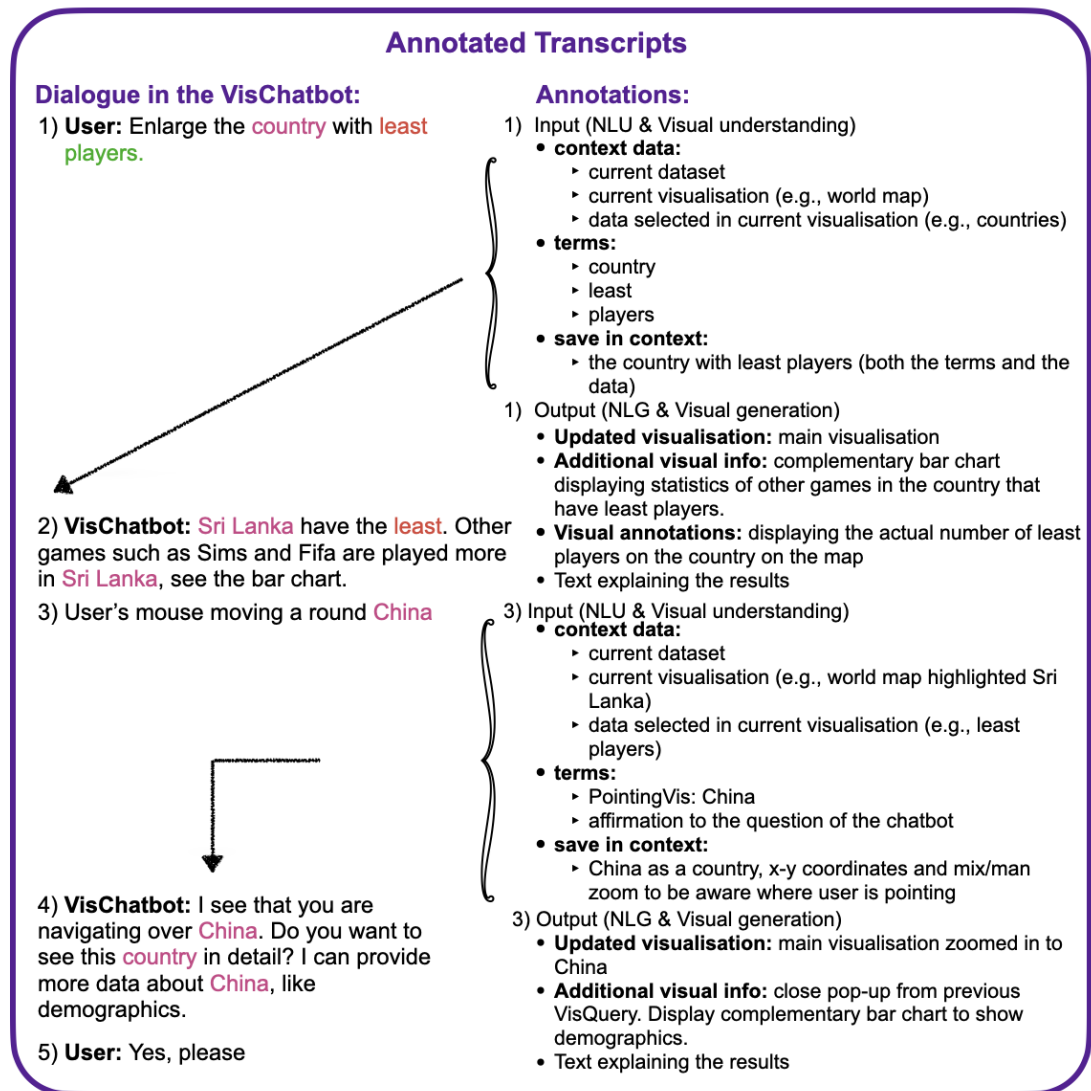 Annotated Transcripts
Dialogue in the VisChatbot:
1) User: Enlarge the country with least
players.
2) VisChatbot: Sri Lanka have the least. Other
games such as Sims and Fifa are played more
in Sri Lanka, see the bar chart.
3) User's mouse moving a round China
4) VisChatbot: I see that you are
navigating over China. Do you want to
see this country in detail? I can provide
more data about China, like
demographics.
5) User: Yes, please
Annotations:
1) Input (NLU & Visual understanding)
• context data:
‣ current dataset
‣ current visualisation (e.g., world map)
‣ data selected in current visualisation (e.g., countries)
• terms:
‣ country
‣ least
‣ players
• save in context:
‣ the country with least players (both the terms and the
data)
1) Output (NLG & Visual generation)
• Updated visualisation: main visualisation
• Additional visual info: complementary bar chart
displaying statistics of other games in the country that
have least players.
• Visual annotations: displaying the actual number of least
players on the country on the map
• Text explaining the results
3) Input (NLU & Visual understanding)
• context data:
‣ current dataset
‣ current visualisation (e.g., world map highlighted Sri
Lanka)
‣ data selected in current visualisation (e.g., least
players)
• terms:
‣ PointingVis: China
‣ affirmation to the question of the chatbot
• save in context:
‣ China as a country, x-y coordinates and mix/man
zoom to be aware where user is pointing
3) Output (NLG & Visual generation)
• Updated visualisation: main visualisation zoomed in to
China
• Additional visual info: close pop-up from previous
VisQuery. Display complementary bar chart to show
demographics.
• Text explaining the results